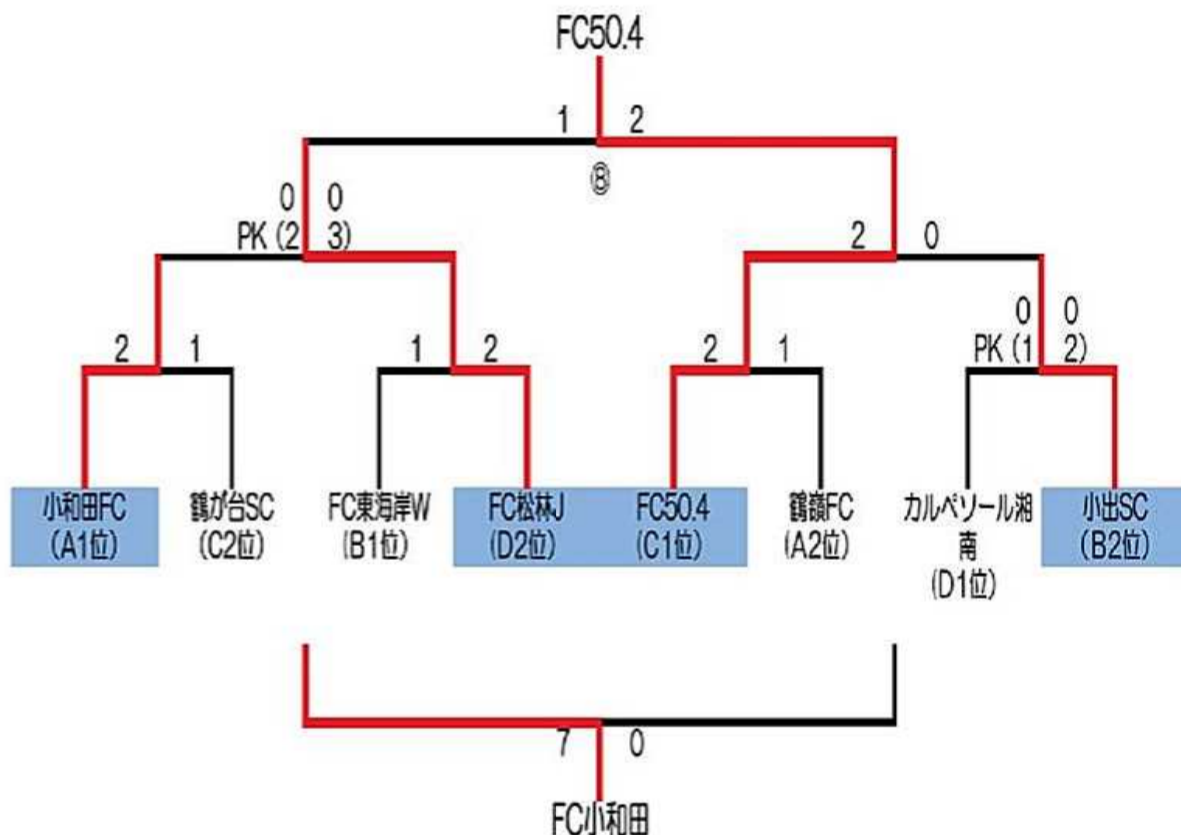 FC50.4
1 2
⑧
0 0
PK (2 3)
2 0
0 0
PK (1 2)
2 1
1 2
2 1
小和田FC
(A1位)
鶴が台SC
(C2位)
FC東海岸W
(B1位)
FC松林J
(D2位)
FC50.4
(C1位)
鶴嶺FC
(A2位)
カルペソール湘
南
(D1位)
小出SC
(B2位)
7 0
FC小和田